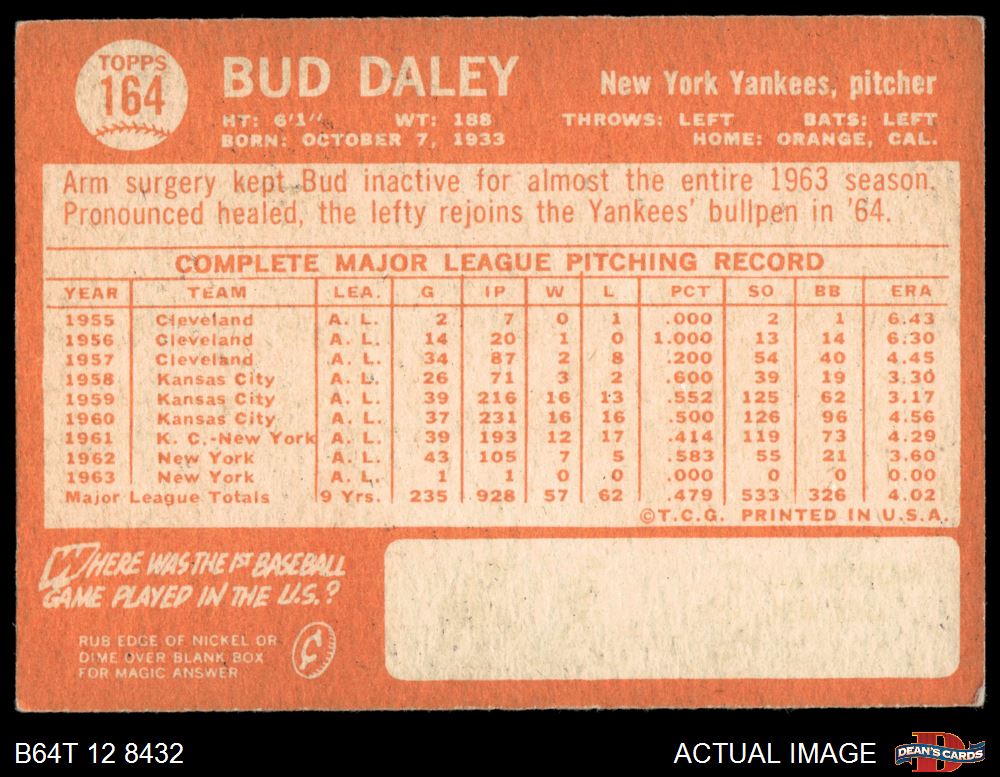 TOPPS
164
BUD DALEY
New York Yankees, pitcher
HT: 6'1" WT: 188 THROWS: LEFT BATS: LEFT
BORN: OCTOBER 7, 1933 HOME: ORANGE, CAL.
Arm surgery kept Bud inactive for almost the entire 1963 season.
Pronounced healed, the lefty rejoins the Yankees' bullpen in '64.
COMPLETE MAJOR LEAGUE PITCHING RECORD
YEAR TEAM LEA. G IP W L PCT SO BB ERA
1955 Cleveland A. L. 2 7 0 1 .000 2 1 6.43
1956 Cleveland A. L. 14 20 1 0 1.000 13 14 6.30
1957 Cleveland A. L. 34 87 2 8 .200 54 40 4.45
1958 Kansas City A. L. 26 71 3 2 .600 39 19 3.30
1959 Kansas City A. L. 39 216 16 13 .552 125 62 3.17
1960 Kansas City A. L. 37 231 16 16 .500 126 96 4.56
1961 K. C.-New York A. L. 39 193 12 17 .414 119 73 4.29
1962 New York A. L. 43 105 7 5 .583 55 21 3.60
1963 New York A. L. 1 1 0 0 .000 0 0 0.00
Major League Totals 9 Yrs. 235 928 57 62 .479 533 326 4.02
©T.C.G. PRINTED IN U.S.A.
WHERE WAS THE 1ST BASEBALL
GAME PLAYED IN THE U.S.?
RUB EDGE OF NICKEL OR
DIME OVER BLANK BOX
FOR MAGIC ANSWER
B64T 12 8432
ACTUAL IMAGE
D
DEAN'S CARDS